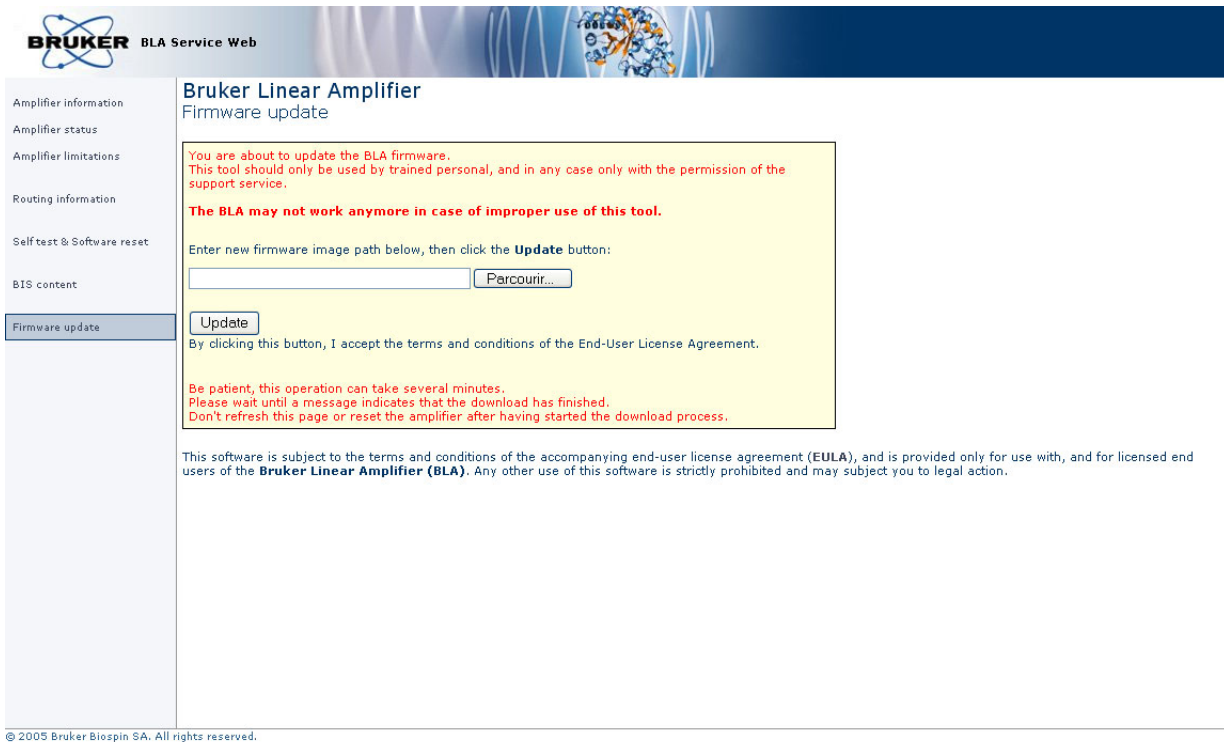 BRUKER BLA Service Web
Amplifier information
Amplifier status
Amplifier limitations
Routing information
Self test & Software reset
BIS content
Firmware update
Bruker Linear Amplifier
Firmware update
You are about to update the BLA firmware.
This tool should only be used by trained personal, and in any case only with the permission of the
support service.
The BLA may not work anymore in case of improper use of this tool.
Enter new firmware image path below, then click the Update button:
Parcourir...
Update
By clicking this button, I accept the terms and conditions of the End-User License Agreement.
Be patient, this operation can take several minutes.
Please wait until a message indicates that the download has finished.
Don't refresh this page or reset the amplifier after having started the download process.
This software is subject to the terms and conditions of the accompanying end-user license agreement (EULA), and is provided only for use with, and for licensed end
users of the Bruker Linear Amplifier (BLA). Any other use of this software is strictly prohibited and may subject you to legal action.
© 2005 Bruker Biospin SA. All rights reserved.